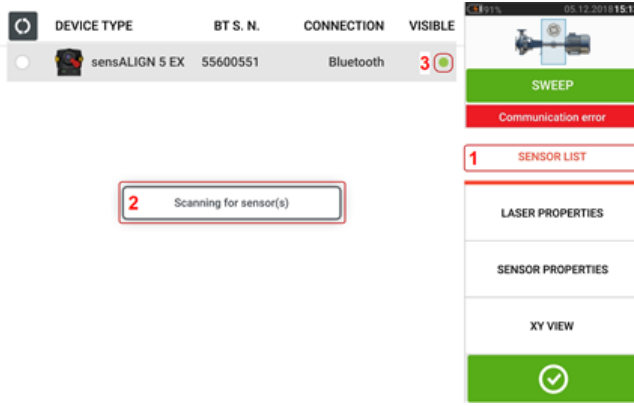 DEVICE TYPE BT S. N. CONNECTION VISIBLE
sensALIGN 5 EX 55600551 Bluetooth 3
2 Scanning for sensor(s)
91% 05.12.2018 15:1
SWEEP
Communication error
1 SENSOR LIST
LASER PROPERTIES
SENSOR PROPERTIES
XY VIEW